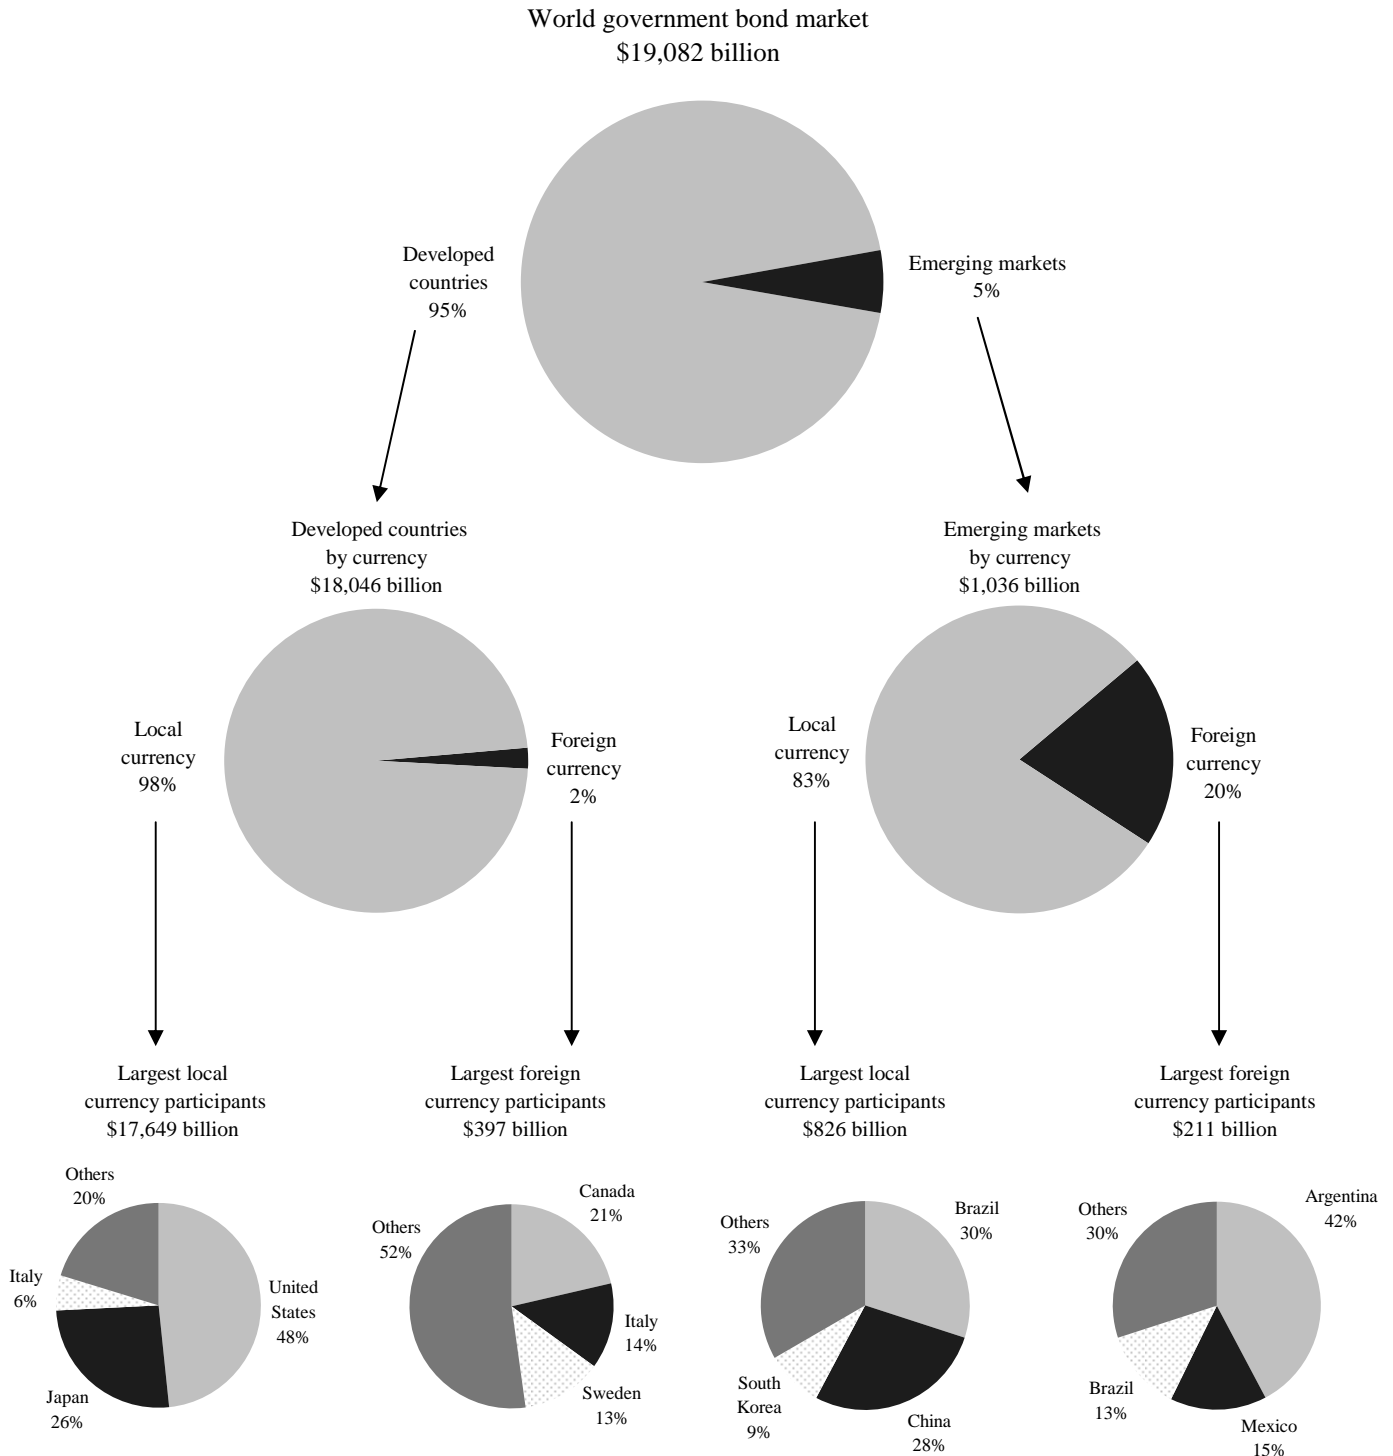 World government bond market
$19,082 billion
Developed
countries
95%
Emerging markets
5%
Developed countries
by currency
$18,046 billion
Emerging markets
by currency
$1,036 billion
Local
currency
98%
Foreign
currency
2%
Local
currency
83%
Foreign
currency
20%
Largest local
currency participants
$17,649 billion
Largest foreign
currency participants
$397 billion
Largest local
currency participants
$826 billion
Largest foreign
currency participants
$211 billion
Others
20%
Italy
6%
United
States
48%
Japan
26%
Canada
21%
Others
52%
Italy
14%
Sweden
13%
Brazil
30%
Others
33%
South
Korea
9%
China
28%
Argentina
42%
Others
30%
Brazil
13%
Mexico
15%